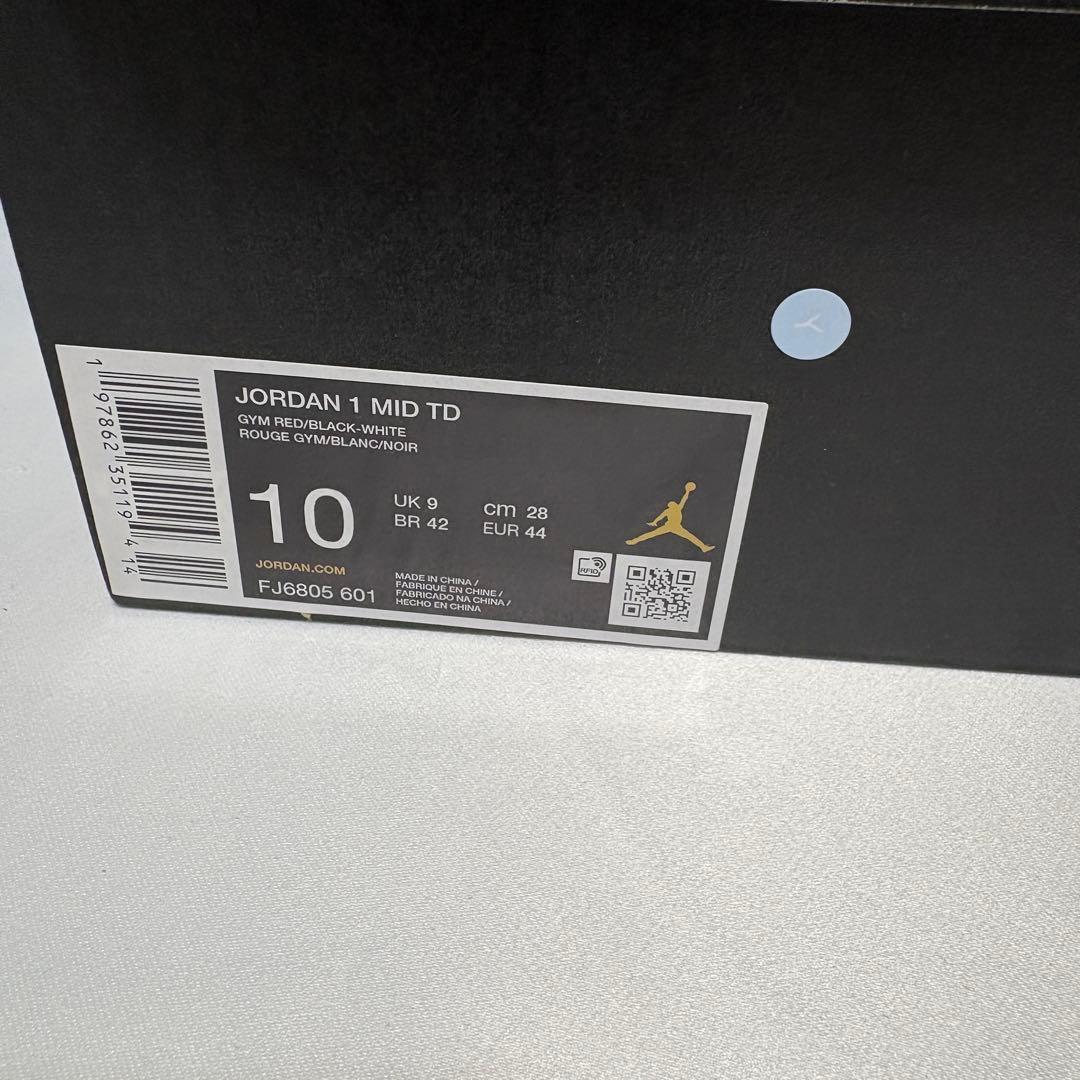 Y
JORDAN 1 MID TD
GYM RED/BLACK-WHITE
ROUGE GYM/BLANC/NOIR
10
UK 9
cm 28
BR 42
EUR 44
JORDAN.COM
FJ6805 601
MADE IN CHINA /
FABRIQUE EN CHINE /
FABRICADO NA CHINA /
HECHO EN CHINA
RFID
1 97862 35119 4 14